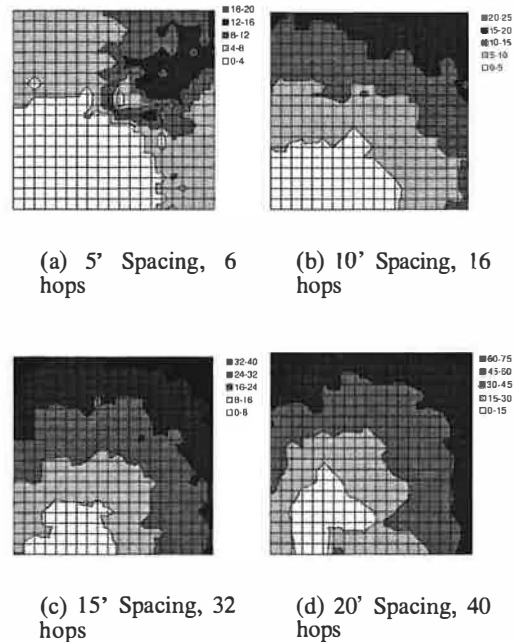 16-20
12-16
8-12
4-8
0-4
20-25
15-20
10-15
5-10
0-5
(a) 5' Spacing, 6
hops
(b) 10' Spacing, 16
hops
32-40
24-32
16-24
8-16
0-8
60-75
45-60
30-45
15-30
0-15
(c) 15' Spacing, 32
hops
(d) 20' Spacing, 40
hops